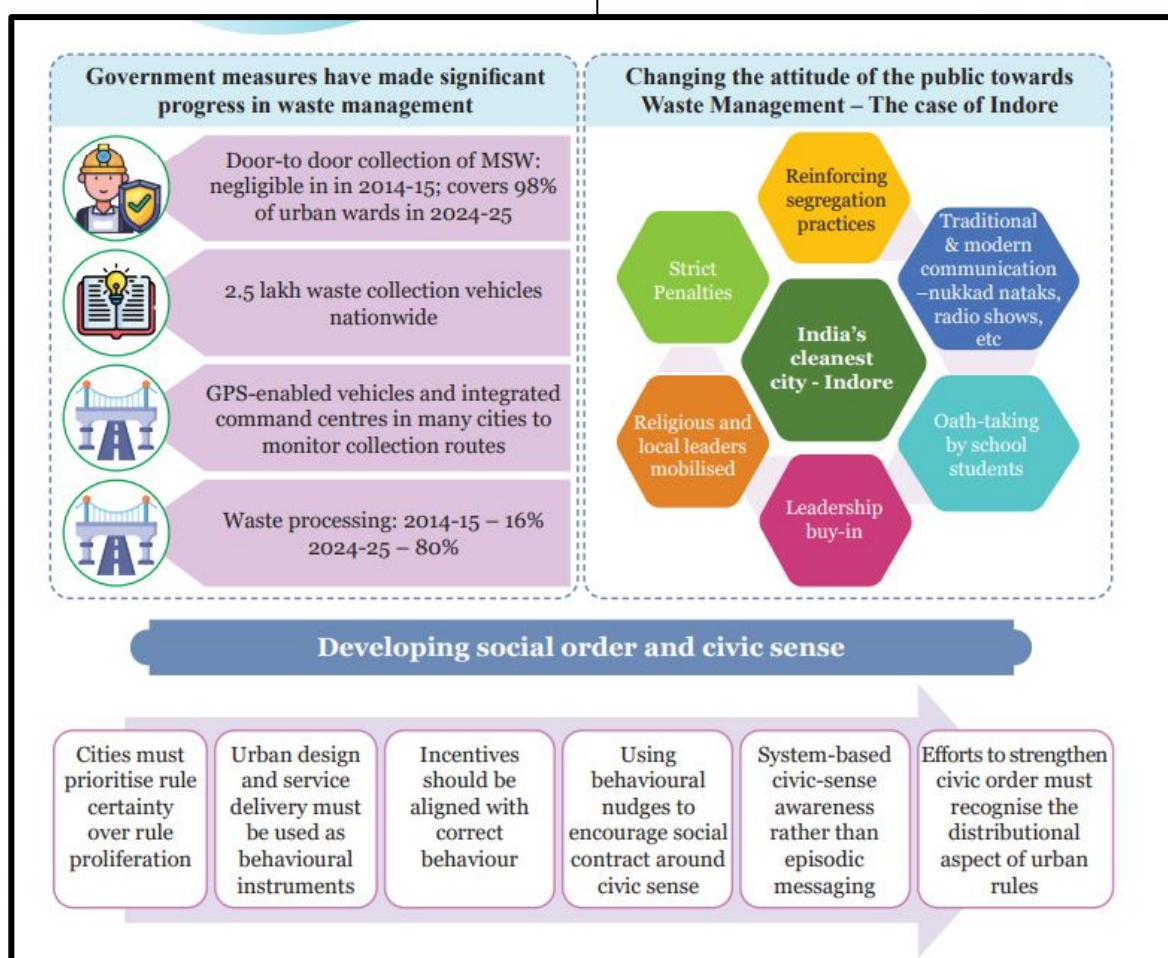 Government measures have made significant
progress in waste management
Door-to door collection of MSW:
negligible in in 2014-15; covers 98%
of urban wards in 2024-25
2.5 lakh waste collection vehicles
nationwide
GPS-enabled vehicles and integrated
command centres in many cities to
monitor collection routes
Waste processing: 2014-15 – 16%
2024-25 – 80%
Changing the attitude of the public towards
Waste Management – The case of Indore
Reinforcing
segregation
practices
Traditional
& modern
communication
–nukkad nataks,
radio shows,
etc
Oath-taking
by school
students
Leadership
buy-in
Religious and
local leaders
mobilised
Strict
Penalties
India’s
cleanest
city - Indore
Developing social order and civic sense
Cities must
prioritise rule
certainty
over rule
proliferation
Urban design
and service
delivery must
be used as
behavioural
instruments
Incentives
should be
aligned with
correct
behaviour
Using
behavioural
nudges to
encourage social
contract around
civic sense
System-based
civic-sense
awareness
rather than
episodic
messaging
Efforts to strengthen
civic order must
recognise the
distributional
aspect of urban
rules